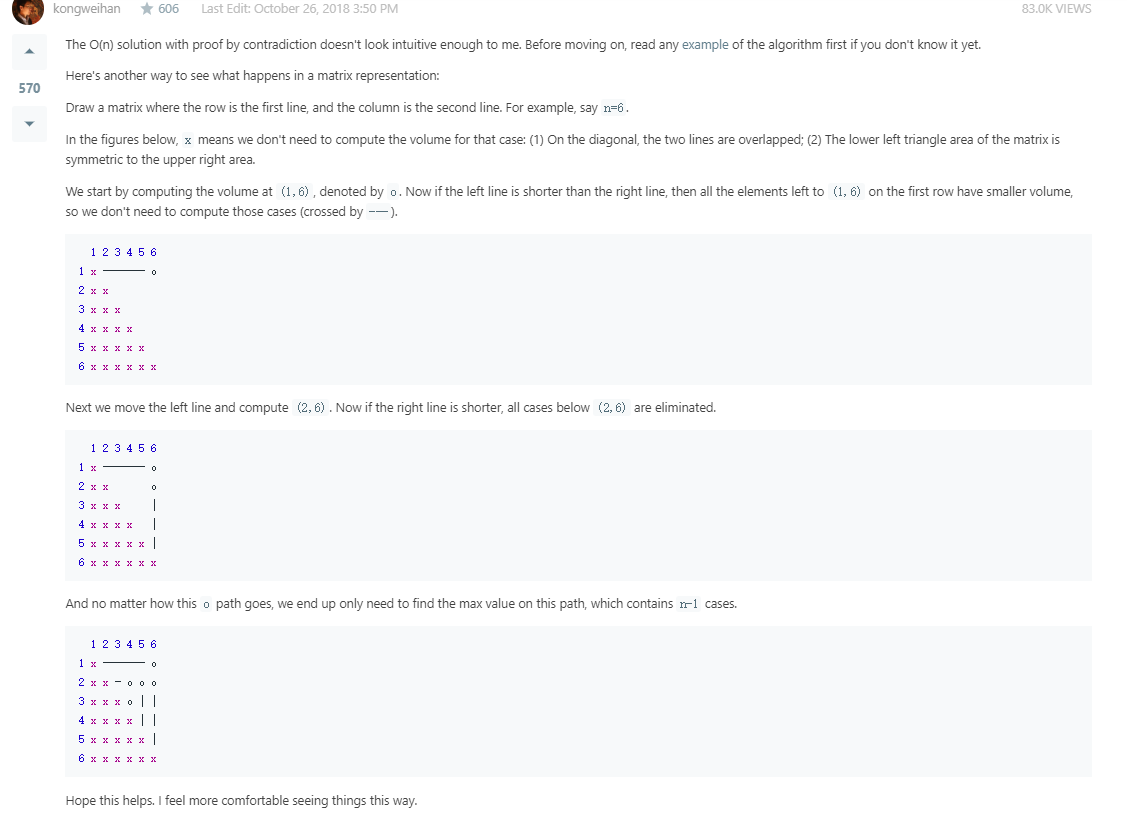 kongweihan ★ 606 Last Edit: October 26, 2018 3:50 PM 83.0K VIEWS
The O(n) solution with proof by contradiction doesn't look intuitive enough to me. Before moving on, read any example of the algorithm first if you don't know it yet.
570
Here's another way to see what happens in a matrix representation:
Draw a matrix where the row is the first line, and the column is the second line. For example, say n=6.
In the figures below, x means we don't need to compute the volume for that case: (1) On the diagonal, the two lines are overlapped; (2) The lower left triangle area of the matrix is
symmetric to the upper right area.
We start by computing the volume at (1,6), denoted by o. Now if the left line is shorter than the right line, then all the elements left to (1,6) on the first row have smaller volume,
so we don't need to compute those cases (crossed by ---).
  1 2 3 4 5 6
1 x ------- o
2 x x
3 x x x
4 x x x x
5 x x x x x
6 x x x x x x
Next we move the left line and compute (2,6). Now if the right line is shorter, all cases below (2,6) are eliminated.
  1 2 3 4 5 6
1 x ------- o
2 x x       o
3 x x x     |
4 x x x x   |
5 x x x x x |
6 x x x x x x
And no matter how this o path goes, we end up only need to find the max value on this path, which contains n-1 cases.
  1 2 3 4 5 6
1 x ------- o
2 x x - o o o
3 x x x o | |
4 x x x x | |
5 x x x x x |
6 x x x x x x
Hope this helps. I feel more comfortable seeing things this way.